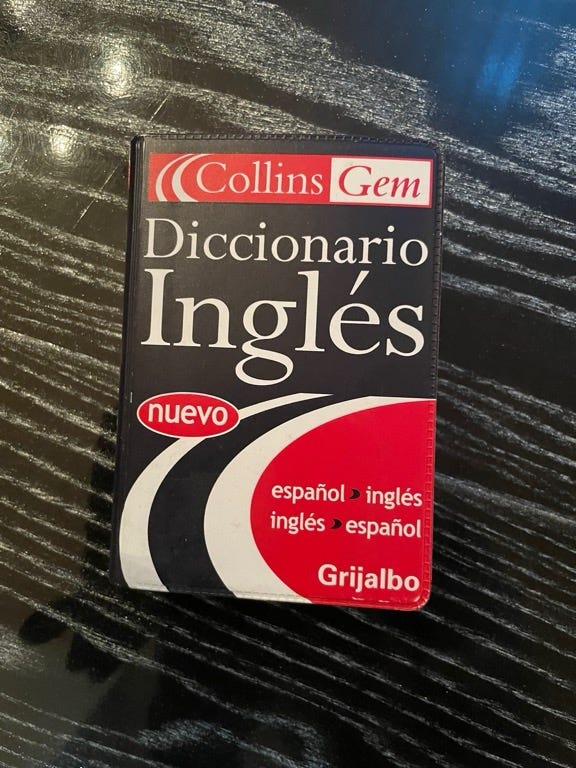 Collins Gem
Diccionario
Inglés
nuevo
español inglés
inglés español
Grijalbo